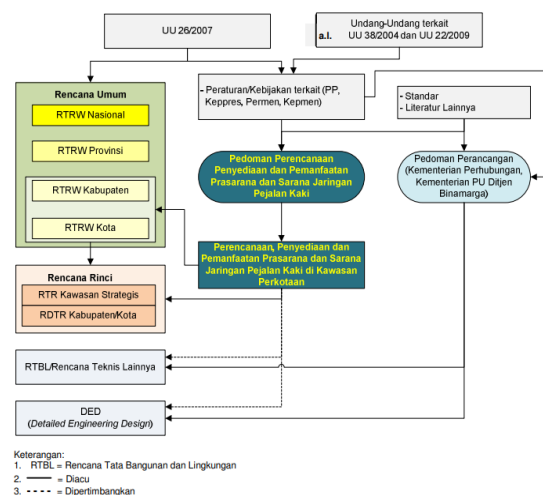 UU 26/2007
Undang-Undang terkait
a.l. UU 38/2004 dan UU 22/2009
Rencana Umum
RTRW Nasional
RTRW Provinsi
RTRW Kabupaten
RTRW Kota
- Peraturan/Kebijakan terkait (PP,
Keppres, Permen, Kepmen)
- Standar
- Literatur Lainnya
Pedoman Perencanaan
Penyediaan dan Pemanfaatan
Prasarana dan Sarana Jaringan
Pejalan Kaki
Pedoman Perancangan
(Kementerian Perhubungan,
Kementerian PU Ditjen
Binamarga)
Perencanaan, Penyediaan dan
Pemanfaatan Prasarana dan Sarana
Jaringan Pejalan Kaki di Kawasan
Perkotaan
Rencana Rinci
RTR Kawasan Strategis
RDTR Kabupaten/Kota
RTBL/Rencana Teknis Lainnya
DED
(Detailed Engineering Design)
Keterangan:
1. RTBL = Rencana Tata Bangunan dan Lingkungan
2. —— = Diacu
3. ---- = Dipertimbangkan